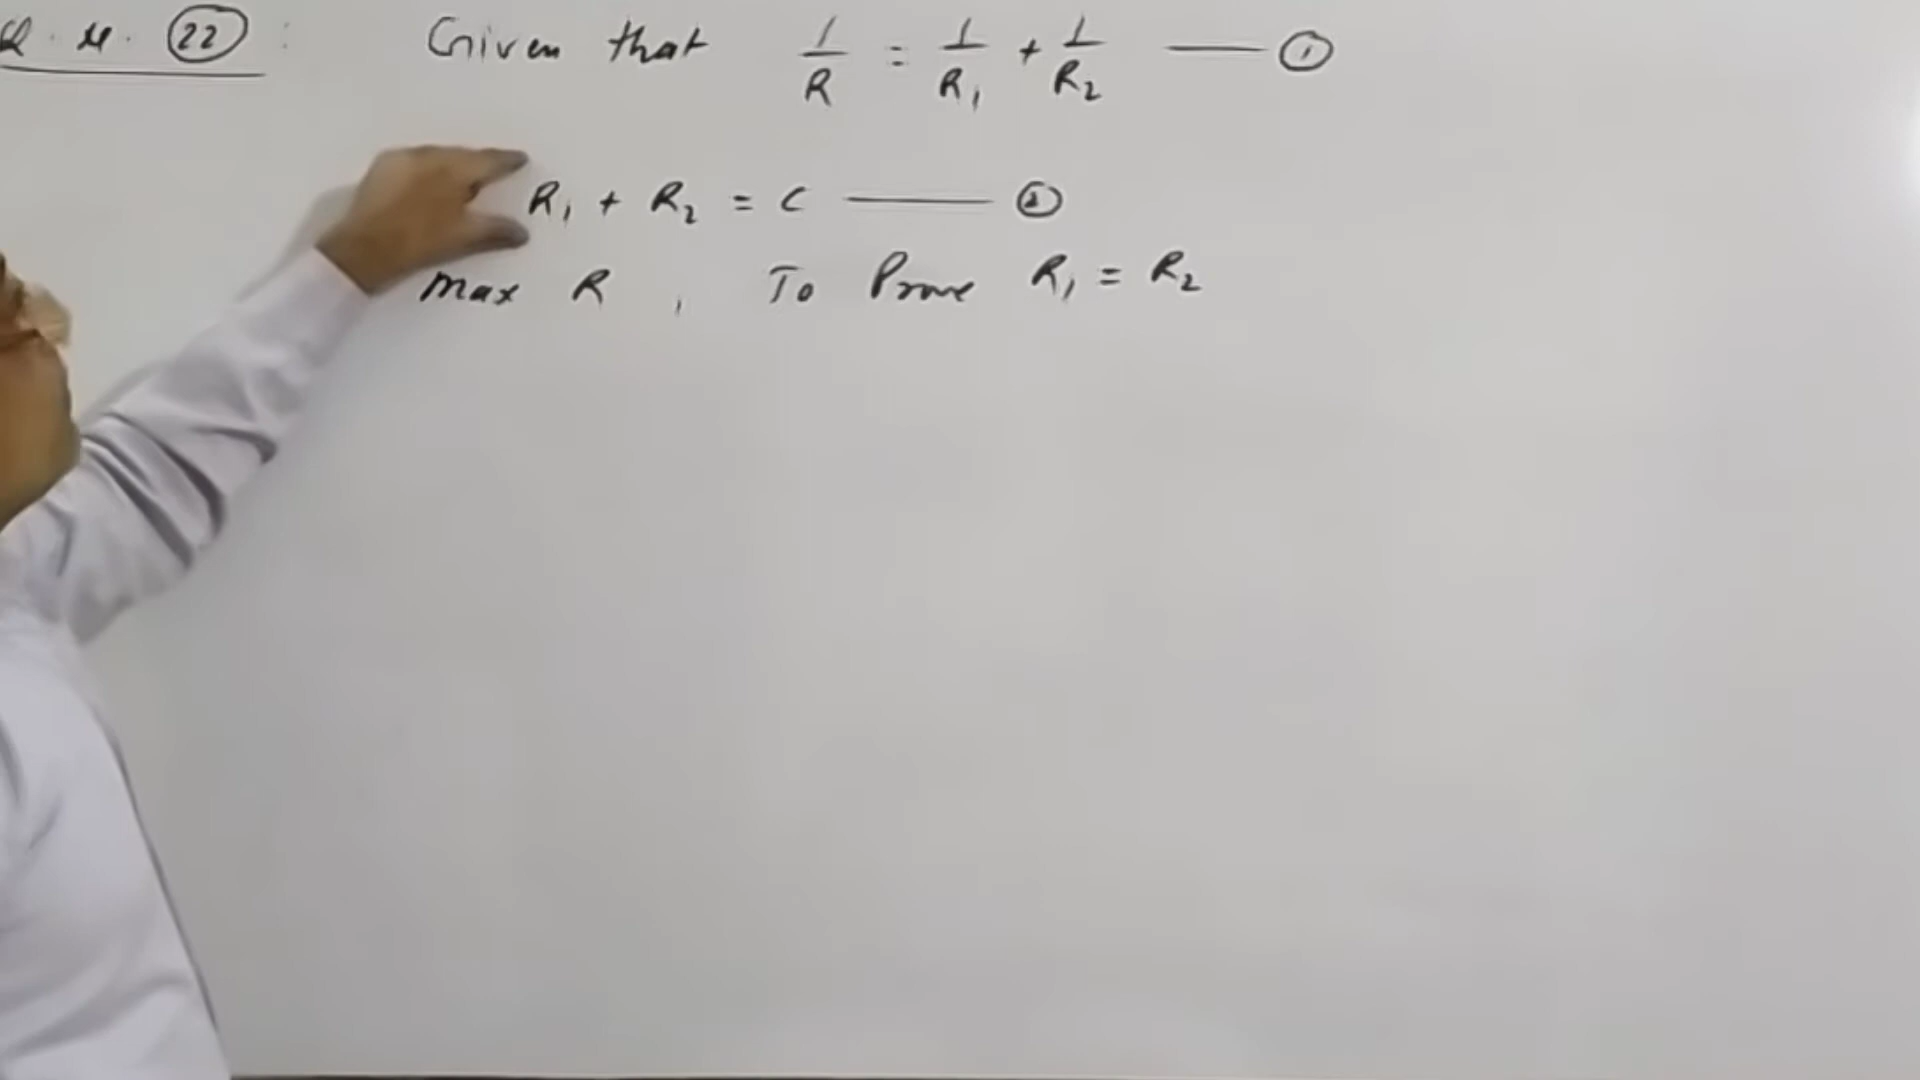 Q. N. 22 : Given that 1/R = 1/R₁ + 1/R₂ —— ①
R₁ + R₂ = C —— ②
max R , To Prove R₁ = R₂